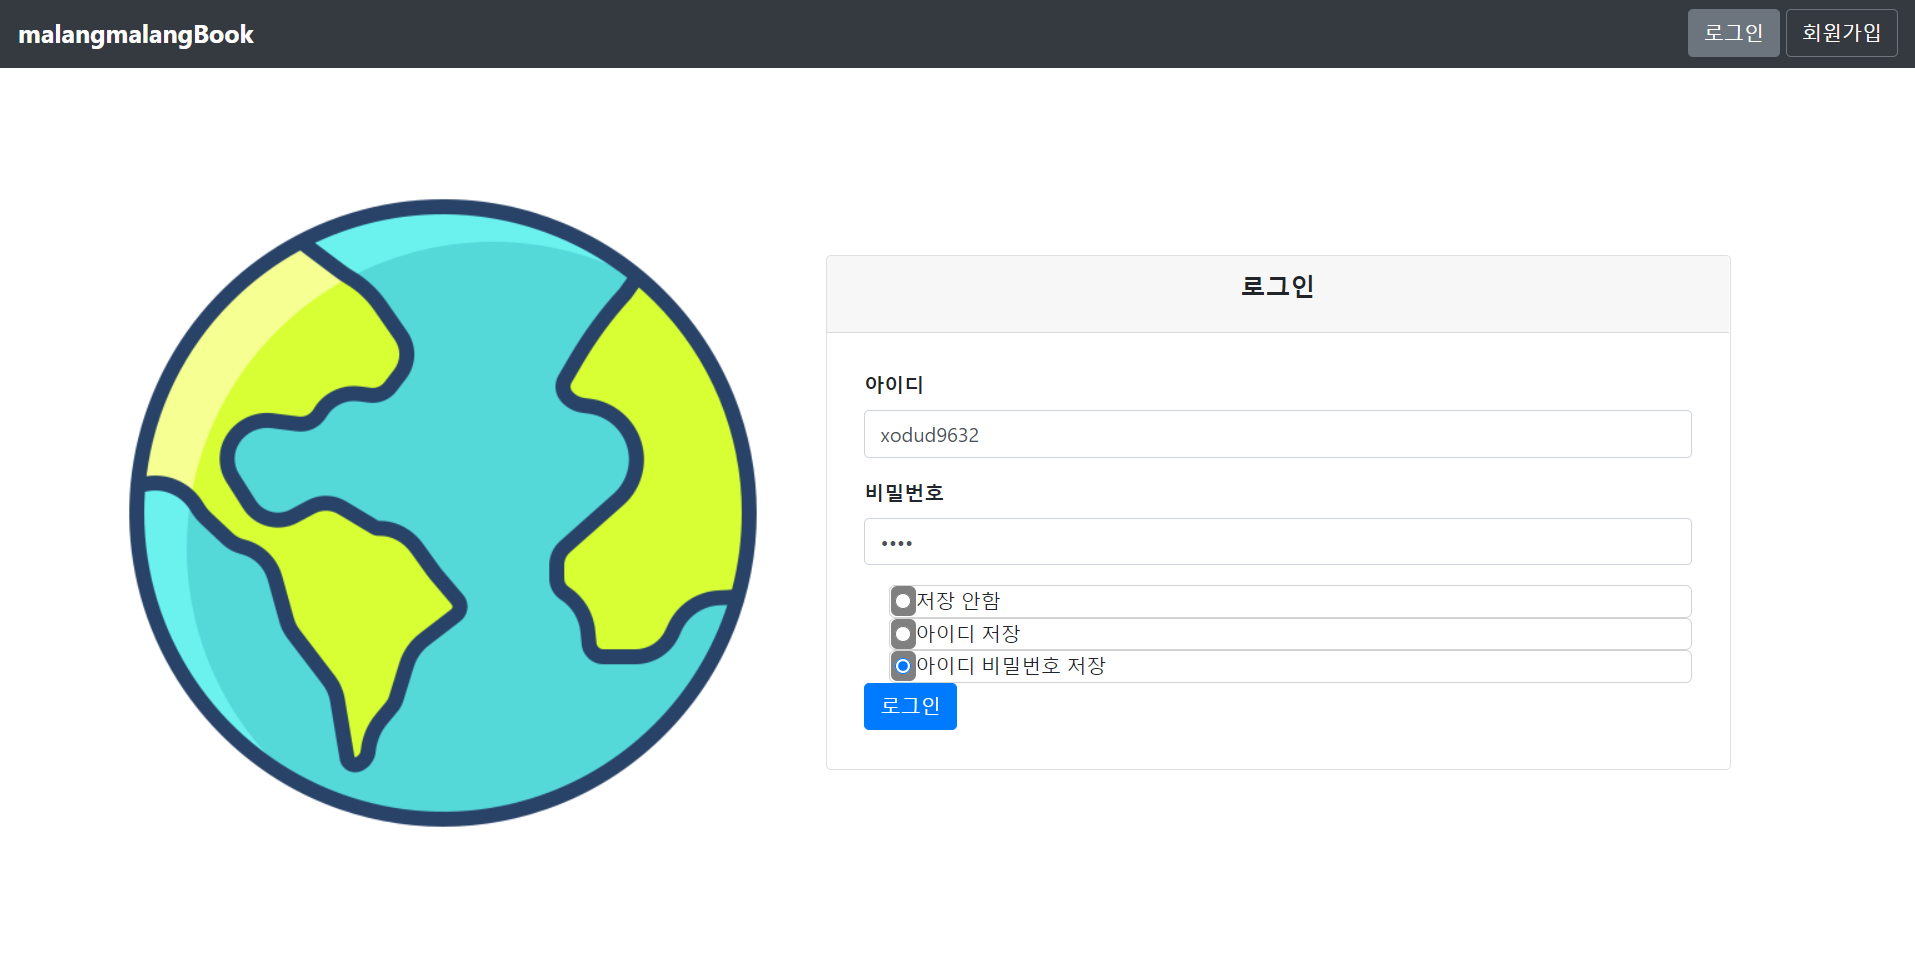 malangmalangBook
로그인
회원가입
로그인
아이디
xodud9632
비밀번호
••••
저장 안함
아이디 저장
아이디 비밀번호 저장
로그인